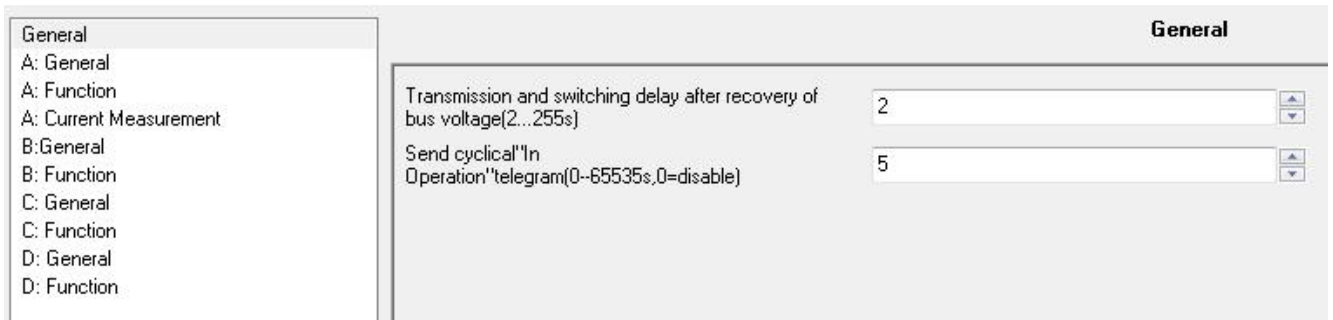 General
A: General
A: Function
A: Current Measurement
B:General
B: Function
C: General
C: Function
D: General
D: Function
General
Transmission and switching delay after recovery of
bus voltage(2...255s)
2
Send cyclical"In
Operation"telegram(0--65535s,0=disable)
5